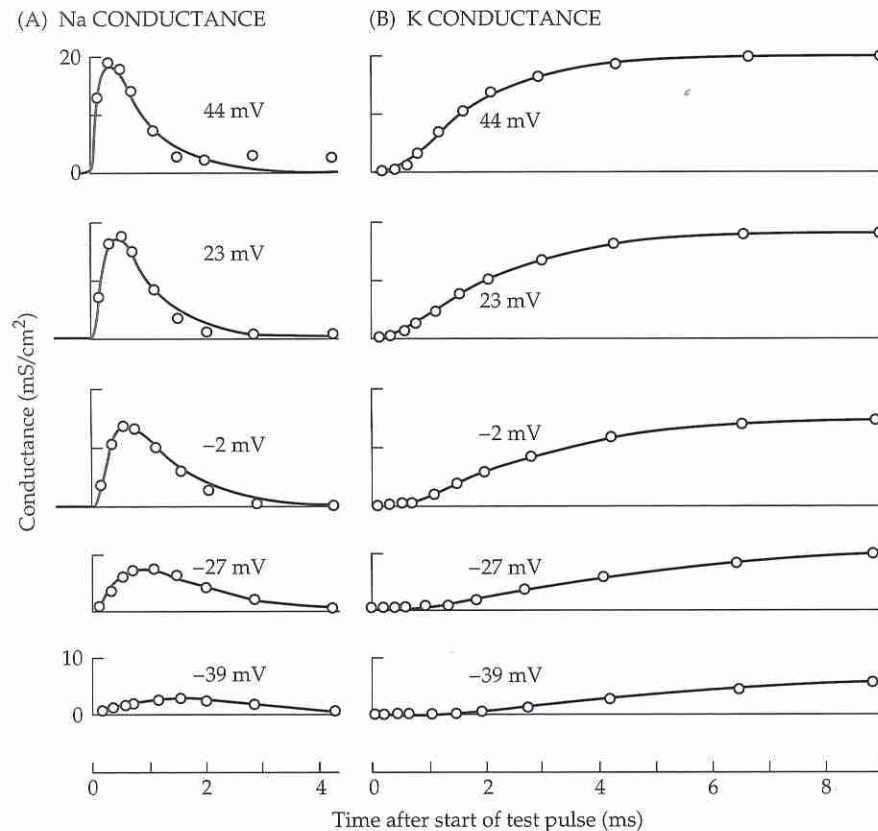 (A) Na CONDUCTANCE (B) K CONDUCTANCE
20
44 mV
44 mV
0
23 mV
23 mV
Conductance (mS/cm²)
−2 mV
−2 mV
−27 mV
−27 mV
10
−39 mV
−39 mV
0
0 2 4 0 2 4 6 8
Time after start of test pulse (ms)